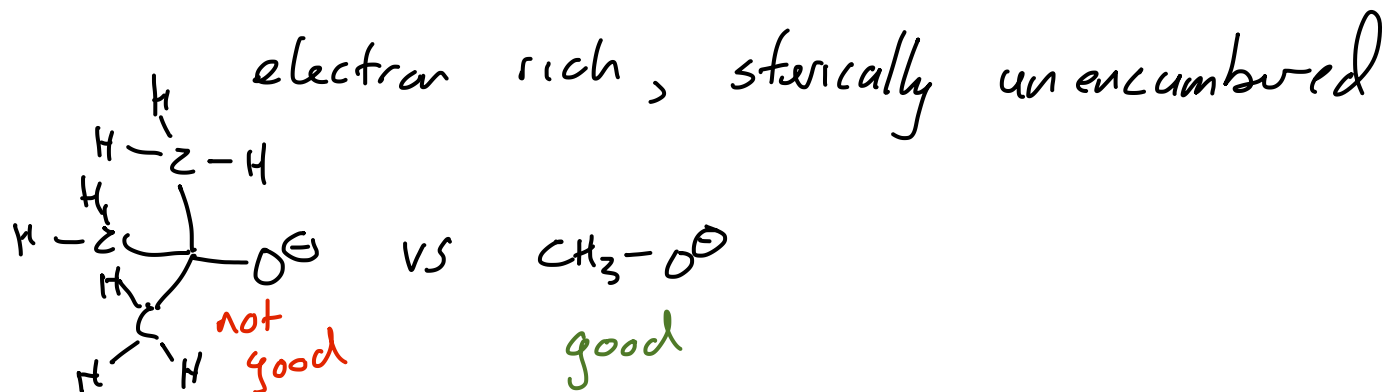 electron rich, sterically unencumbered
H
H C H
H
H C O⊖ vs CH₃-O⊖
H
C
H H
not good
good